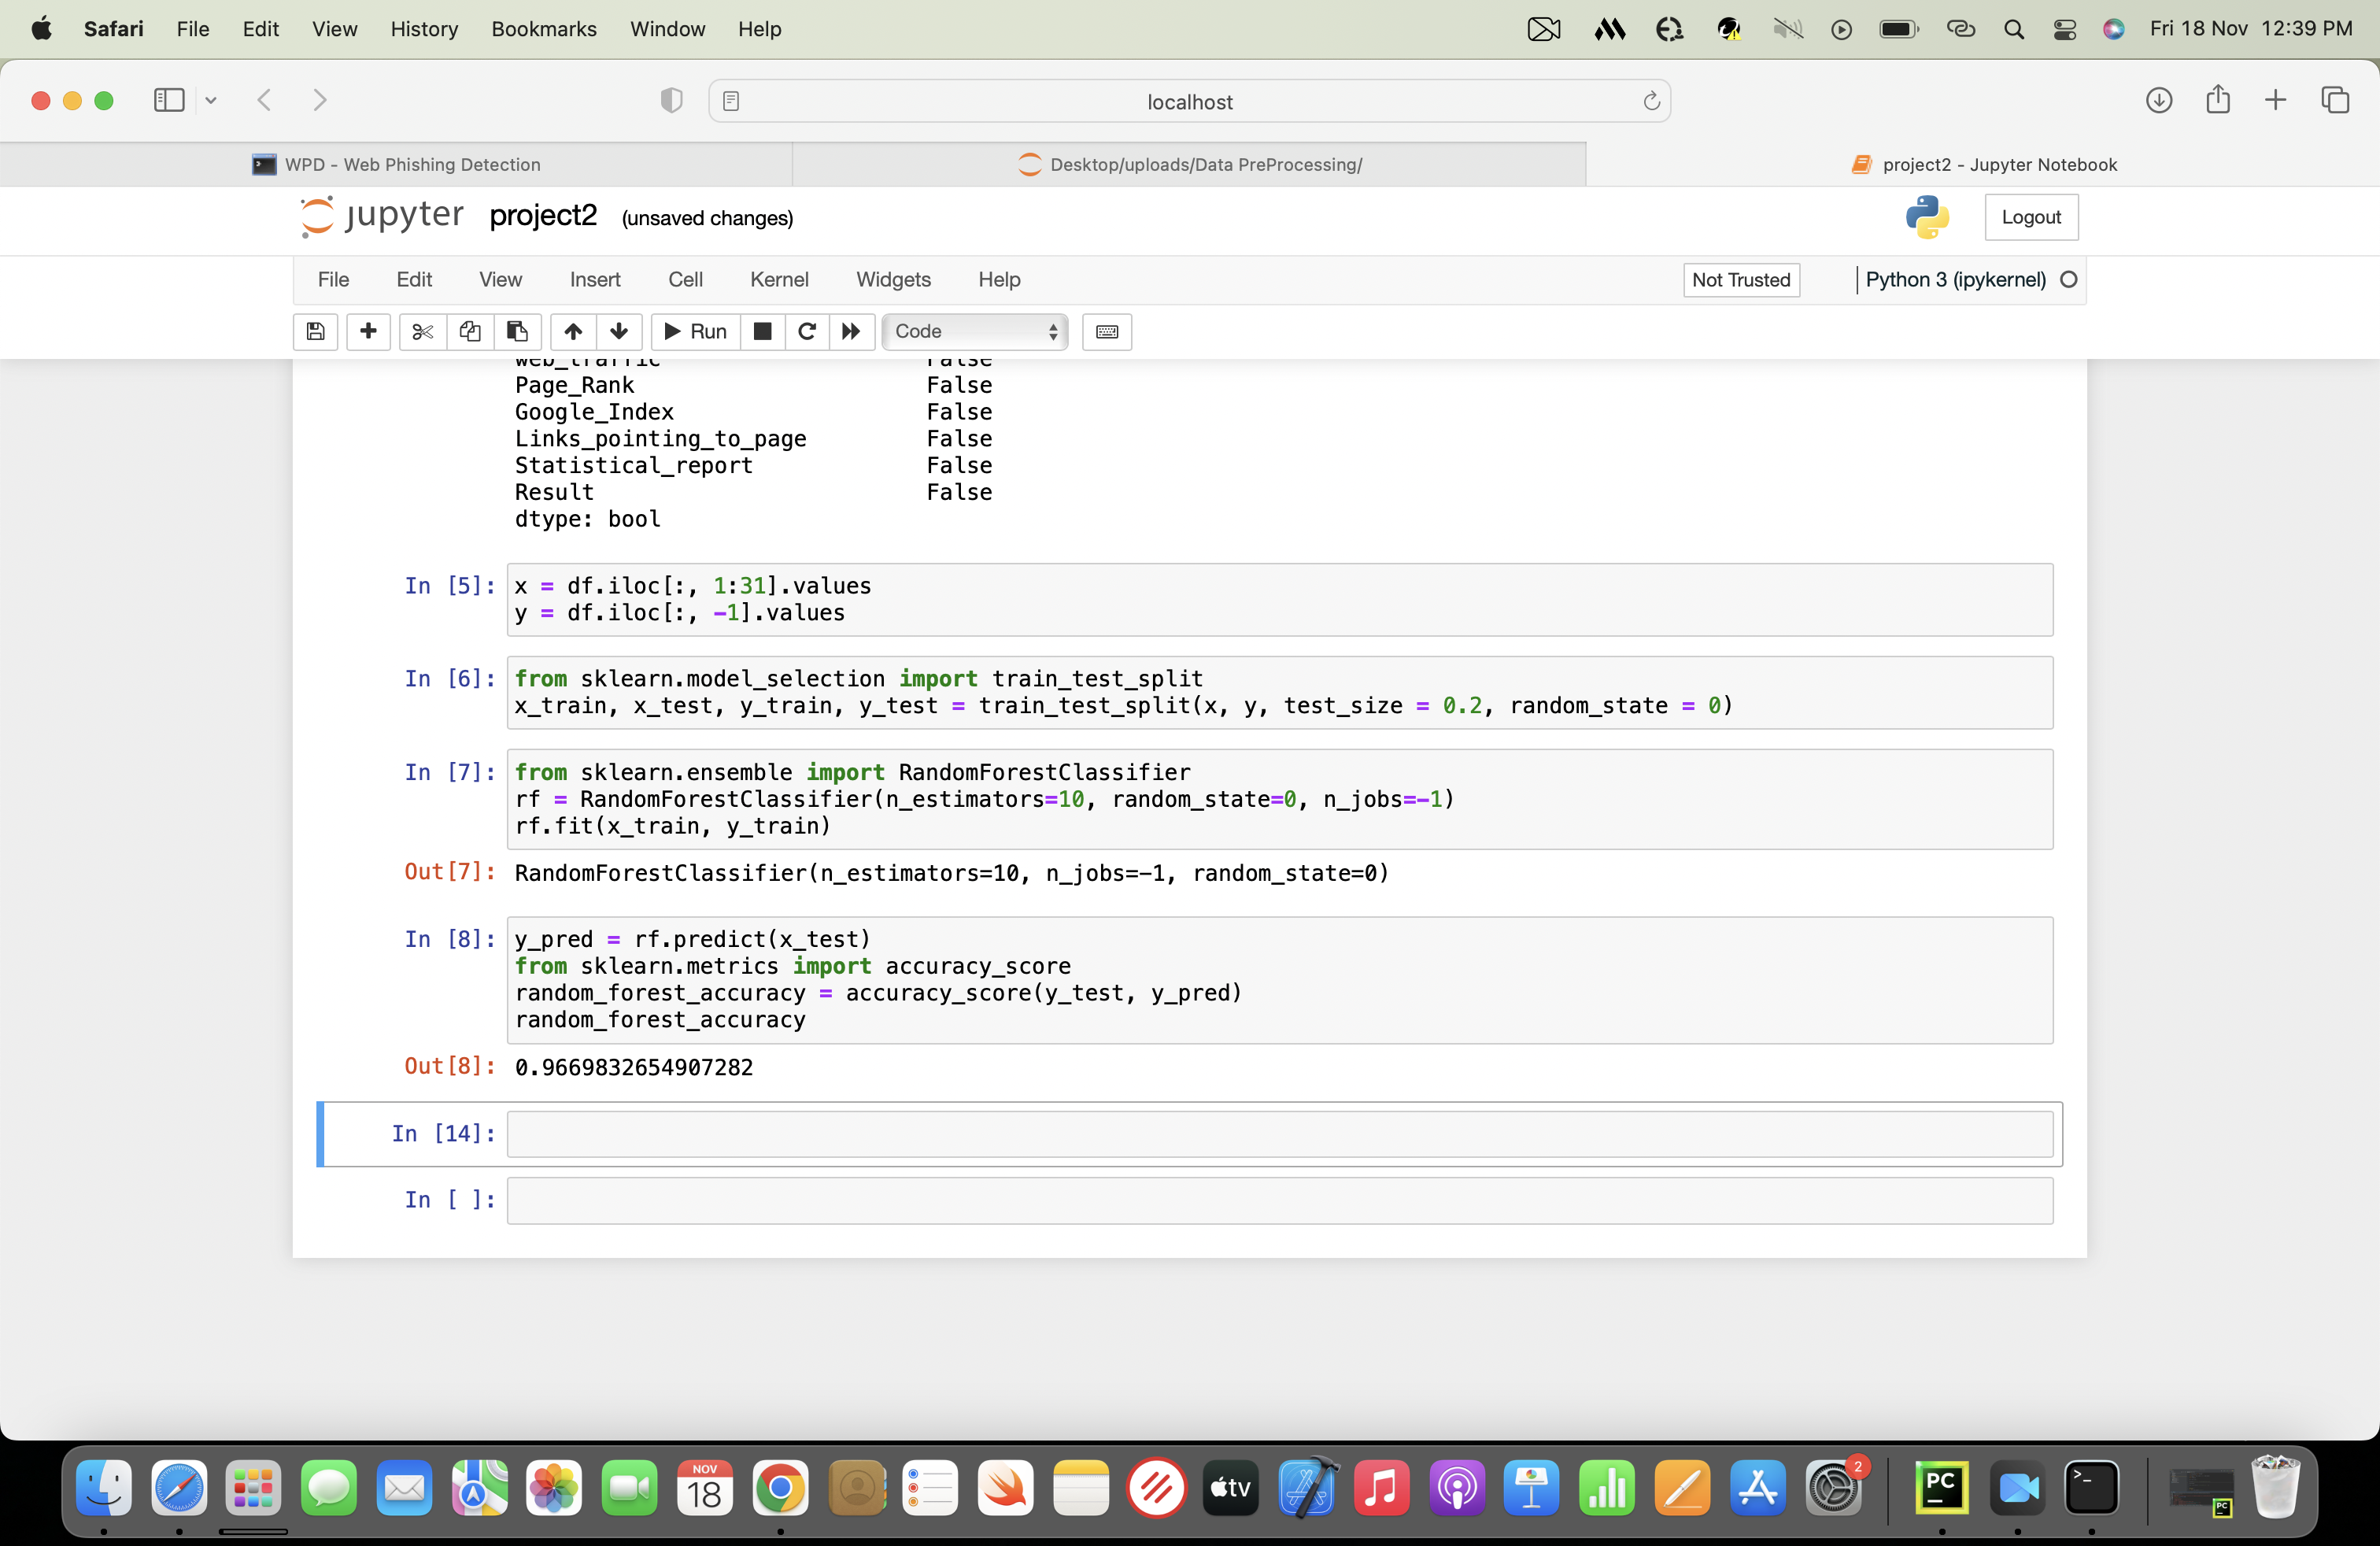 Safari File Edit View History Bookmarks Window Help Fri 18 Nov 12:39 PM
localhost
WPD - Web Phishing Detection Desktop/uploads/Data PreProcessing/ project2 - Jupyter Notebook
jupyter project2 (unsaved changes) Logout
File Edit View Insert Cell Kernel Widgets Help Not Trusted Python 3 (ipykernel)
Run Code
web_traffic False
Page_Rank False
Google_Index False
Links_pointing_to_page False
Statistical_report False
Result False
dtype: bool
In [5]: x = df.iloc[:, 1:31].values
y = df.iloc[:, -1].values
In [6]: from sklearn.model_selection import train_test_split
x_train, x_test, y_train, y_test = train_test_split(x, y, test_size = 0.2, random_state = 0)
In [7]: from sklearn.ensemble import RandomForestClassifier
rf = RandomForestClassifier(n_estimators=10, random_state=0, n_jobs=-1)
rf.fit(x_train, y_train)
Out[7]: RandomForestClassifier(n_estimators=10, n_jobs=-1, random_state=0)
In [8]: y_pred = rf.predict(x_test)
from sklearn.metrics import accuracy_score
random_forest_accuracy = accuracy_score(y_test, y_pred)
random_forest_accuracy
Out[8]: 0.9669832654907282
In [14]:
In [ ]:
NOV
18
tv
2
PC
>_
PC